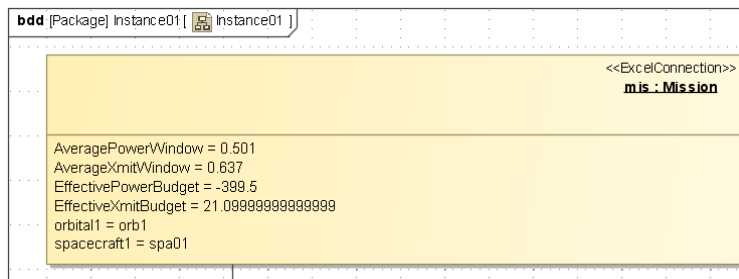 bdd [Package] Instance01 [ Instance01 ]
<<ExcelConnection>>
mis : Mission
AveragePowerWindow = 0.501
AverageXmitWindow = 0.637
EffectivePowerBudget = -399.5
EffectiveXmitBudget = 21.09999999999999
orbital1 = orb1
spacecraft1 = spa01